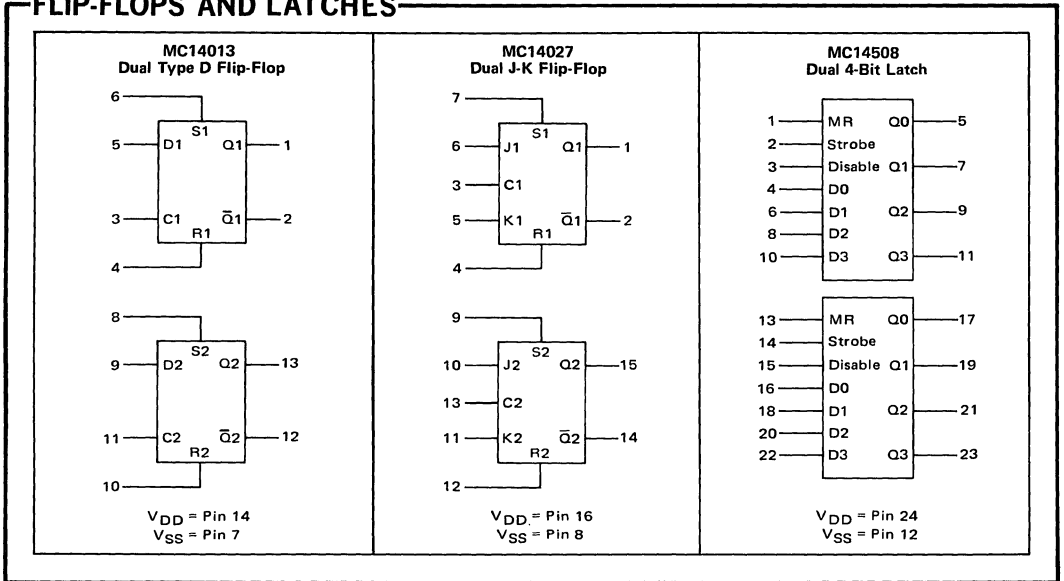 FLIP-FLOPS AND LATCHES
MC14013
Dual Type D Flip-Flop
6
S1
5 D1 Q1 1
3 C1 Q̅1 2
R1
4
8
S2
9 D2 Q2 13
11 C2 Q̅2 12
R2
10
VDD = Pin 14
VSS = Pin 7
MC14027
Dual J-K Flip-Flop
7
S1
6 J1 Q1 1
3 C1
5 K1 Q̅1 2
R1
4
9
S2
10 J2 Q2 15
13 C2
11 K2 Q̅2 14
R2
12
VDD. = Pin 16
VSS = Pin 8
MC14508
Dual 4-Bit Latch
1 MR Q0 5
2 Strobe
3 Disable Q1 7
4 D0
6 D1 Q2 9
8 D2
10 D3 Q3 11
13 MR Q0 17
14 Strobe
15 Disable Q1 19
16 D0
18 D1 Q2 21
20 D2
22 D3 Q3 23
VDD = Pin 24
VSS = Pin 12